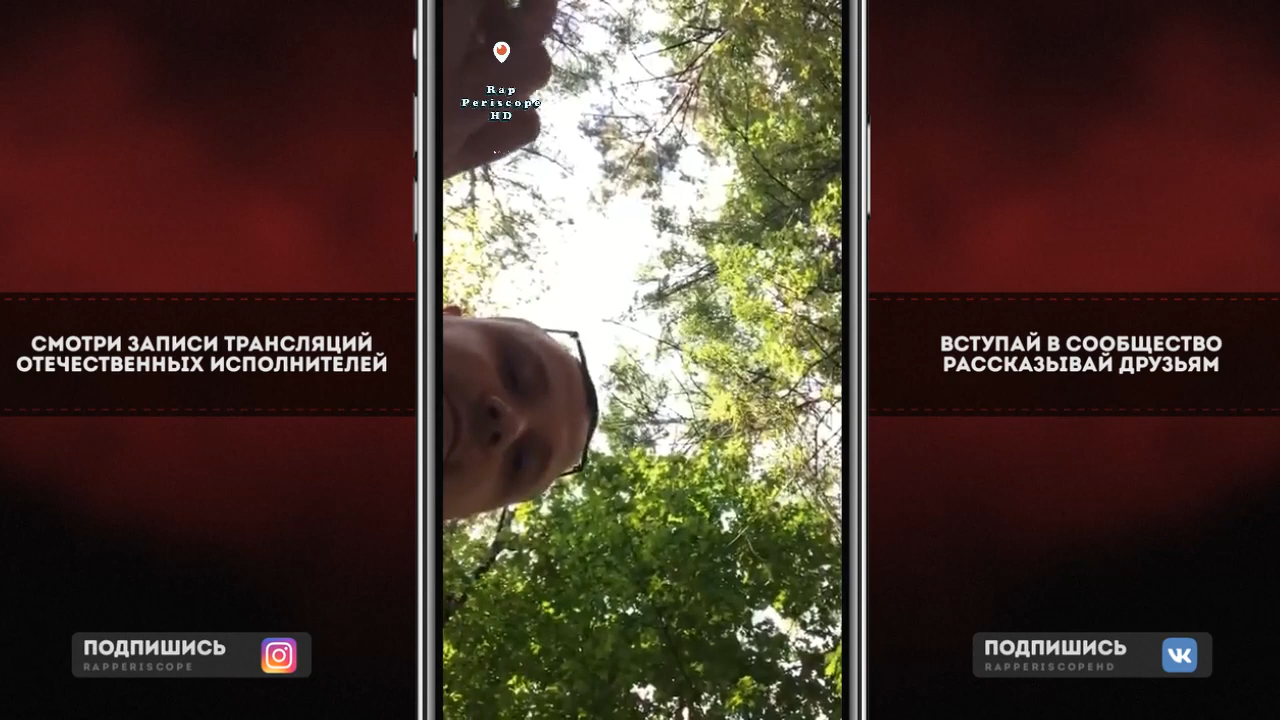 Rap
Periscope
HD
СМОТРИ ЗАПИСИ ТРАНСЛЯЦИЙ
ОТЕЧЕСТВЕННЫХ ИСПОЛНИТЕЛЕЙ
ВСТУПАЙ В СООБЩЕСТВО
РАССКАЗЫВАЙ ДРУЗЬЯМ
ПОДПИШИСЬ
RAPPERISCOPE
ПОДПИШИСЬ
RAPPERISCOPEHD